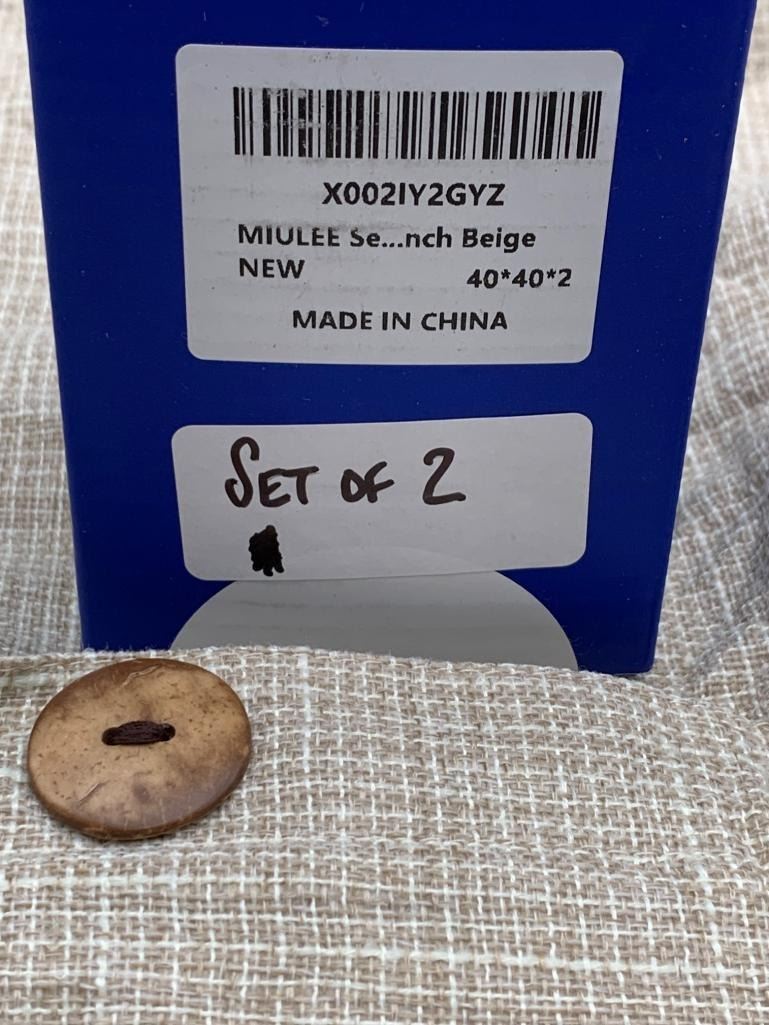 X002IY2GYZ
MIULEE Se...nch Beige
NEW
40*40*2
MADE IN CHINA
SET OF 2